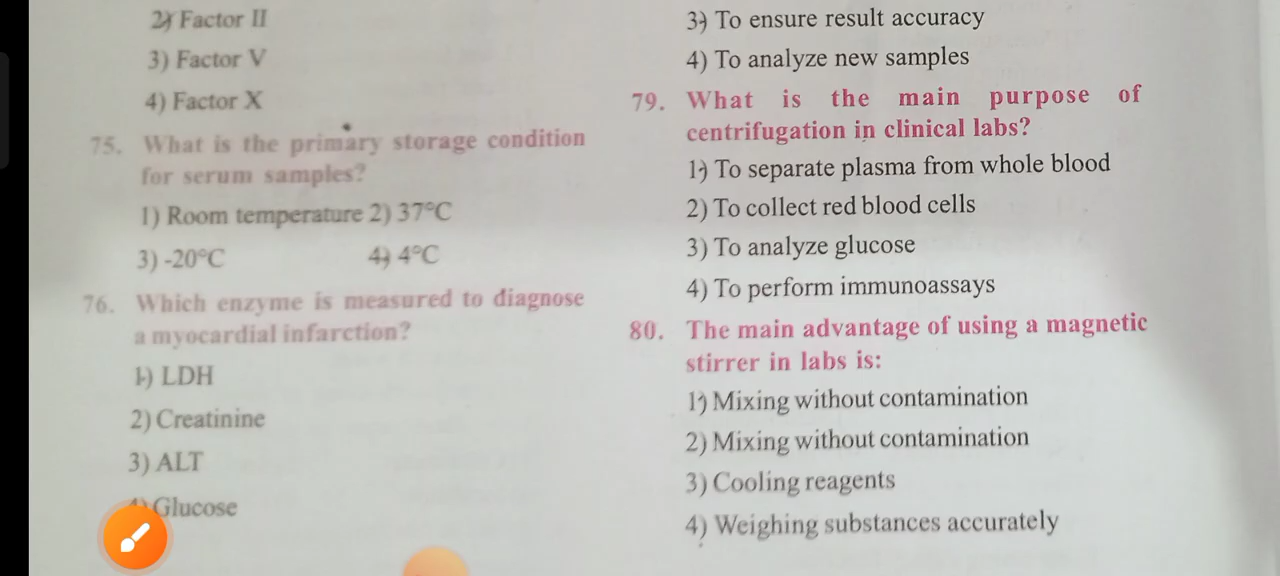 2) Factor II
3) Factor V
4) Factor X
75. What is the primary storage condition
for serum samples?
1) Room temperature 2) 37°C
3) -20°C 4) 4°C
76. Which enzyme is measured to diagnose
a myocardial infarction?
1) LDH
2) Creatinine
3) ALT
4) Glucose
3) To ensure result accuracy
4) To analyze new samples
79. What is the main purpose of
centrifugation in clinical labs?
1) To separate plasma from whole blood
2) To collect red blood cells
3) To analyze glucose
4) To perform immunoassays
80. The main advantage of using a magnetic
stirrer in labs is:
1) Mixing without contamination
2) Mixing without contamination
3) Cooling reagents
4) Weighing substances accurately